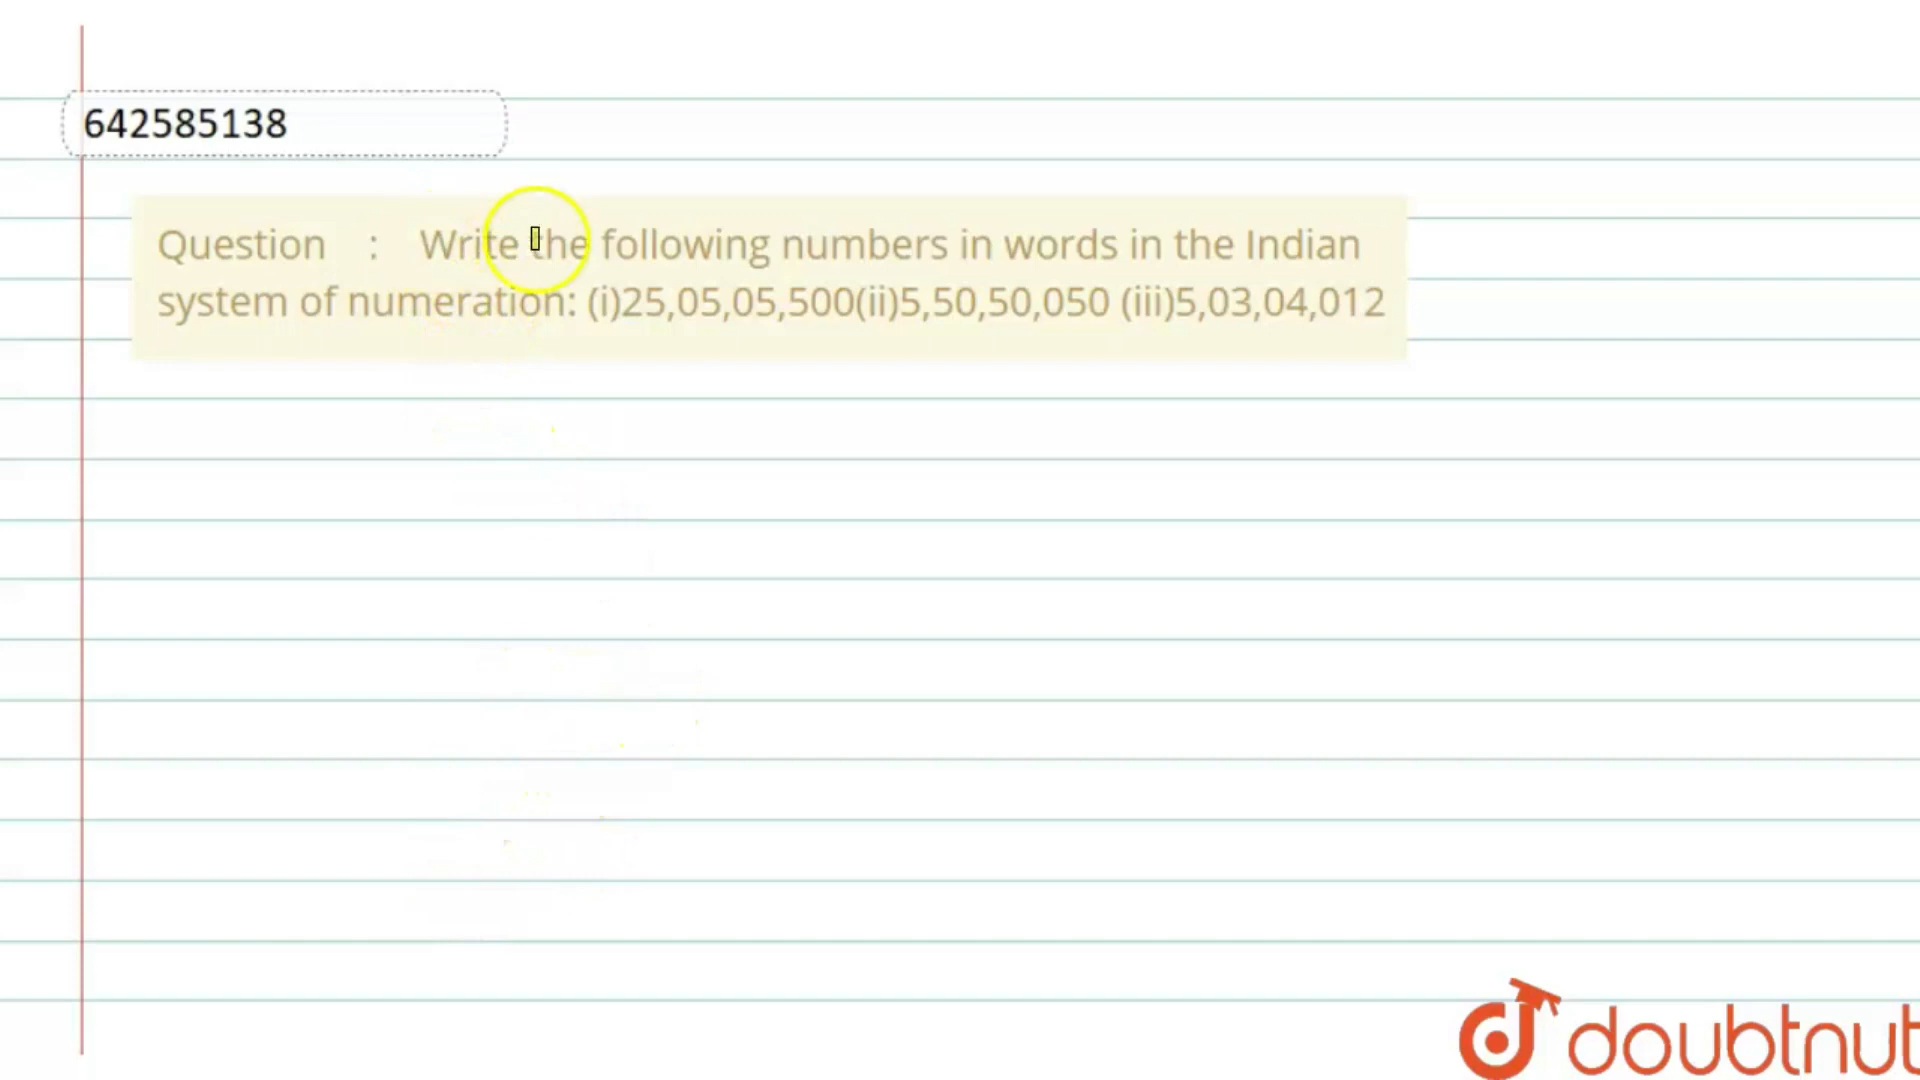 642585138
Question : Write the following numbers in words in the Indian
system of numeration: (i)25,05,05,500(ii)5,50,50,050 (iii)5,03,04,012
doubtnut